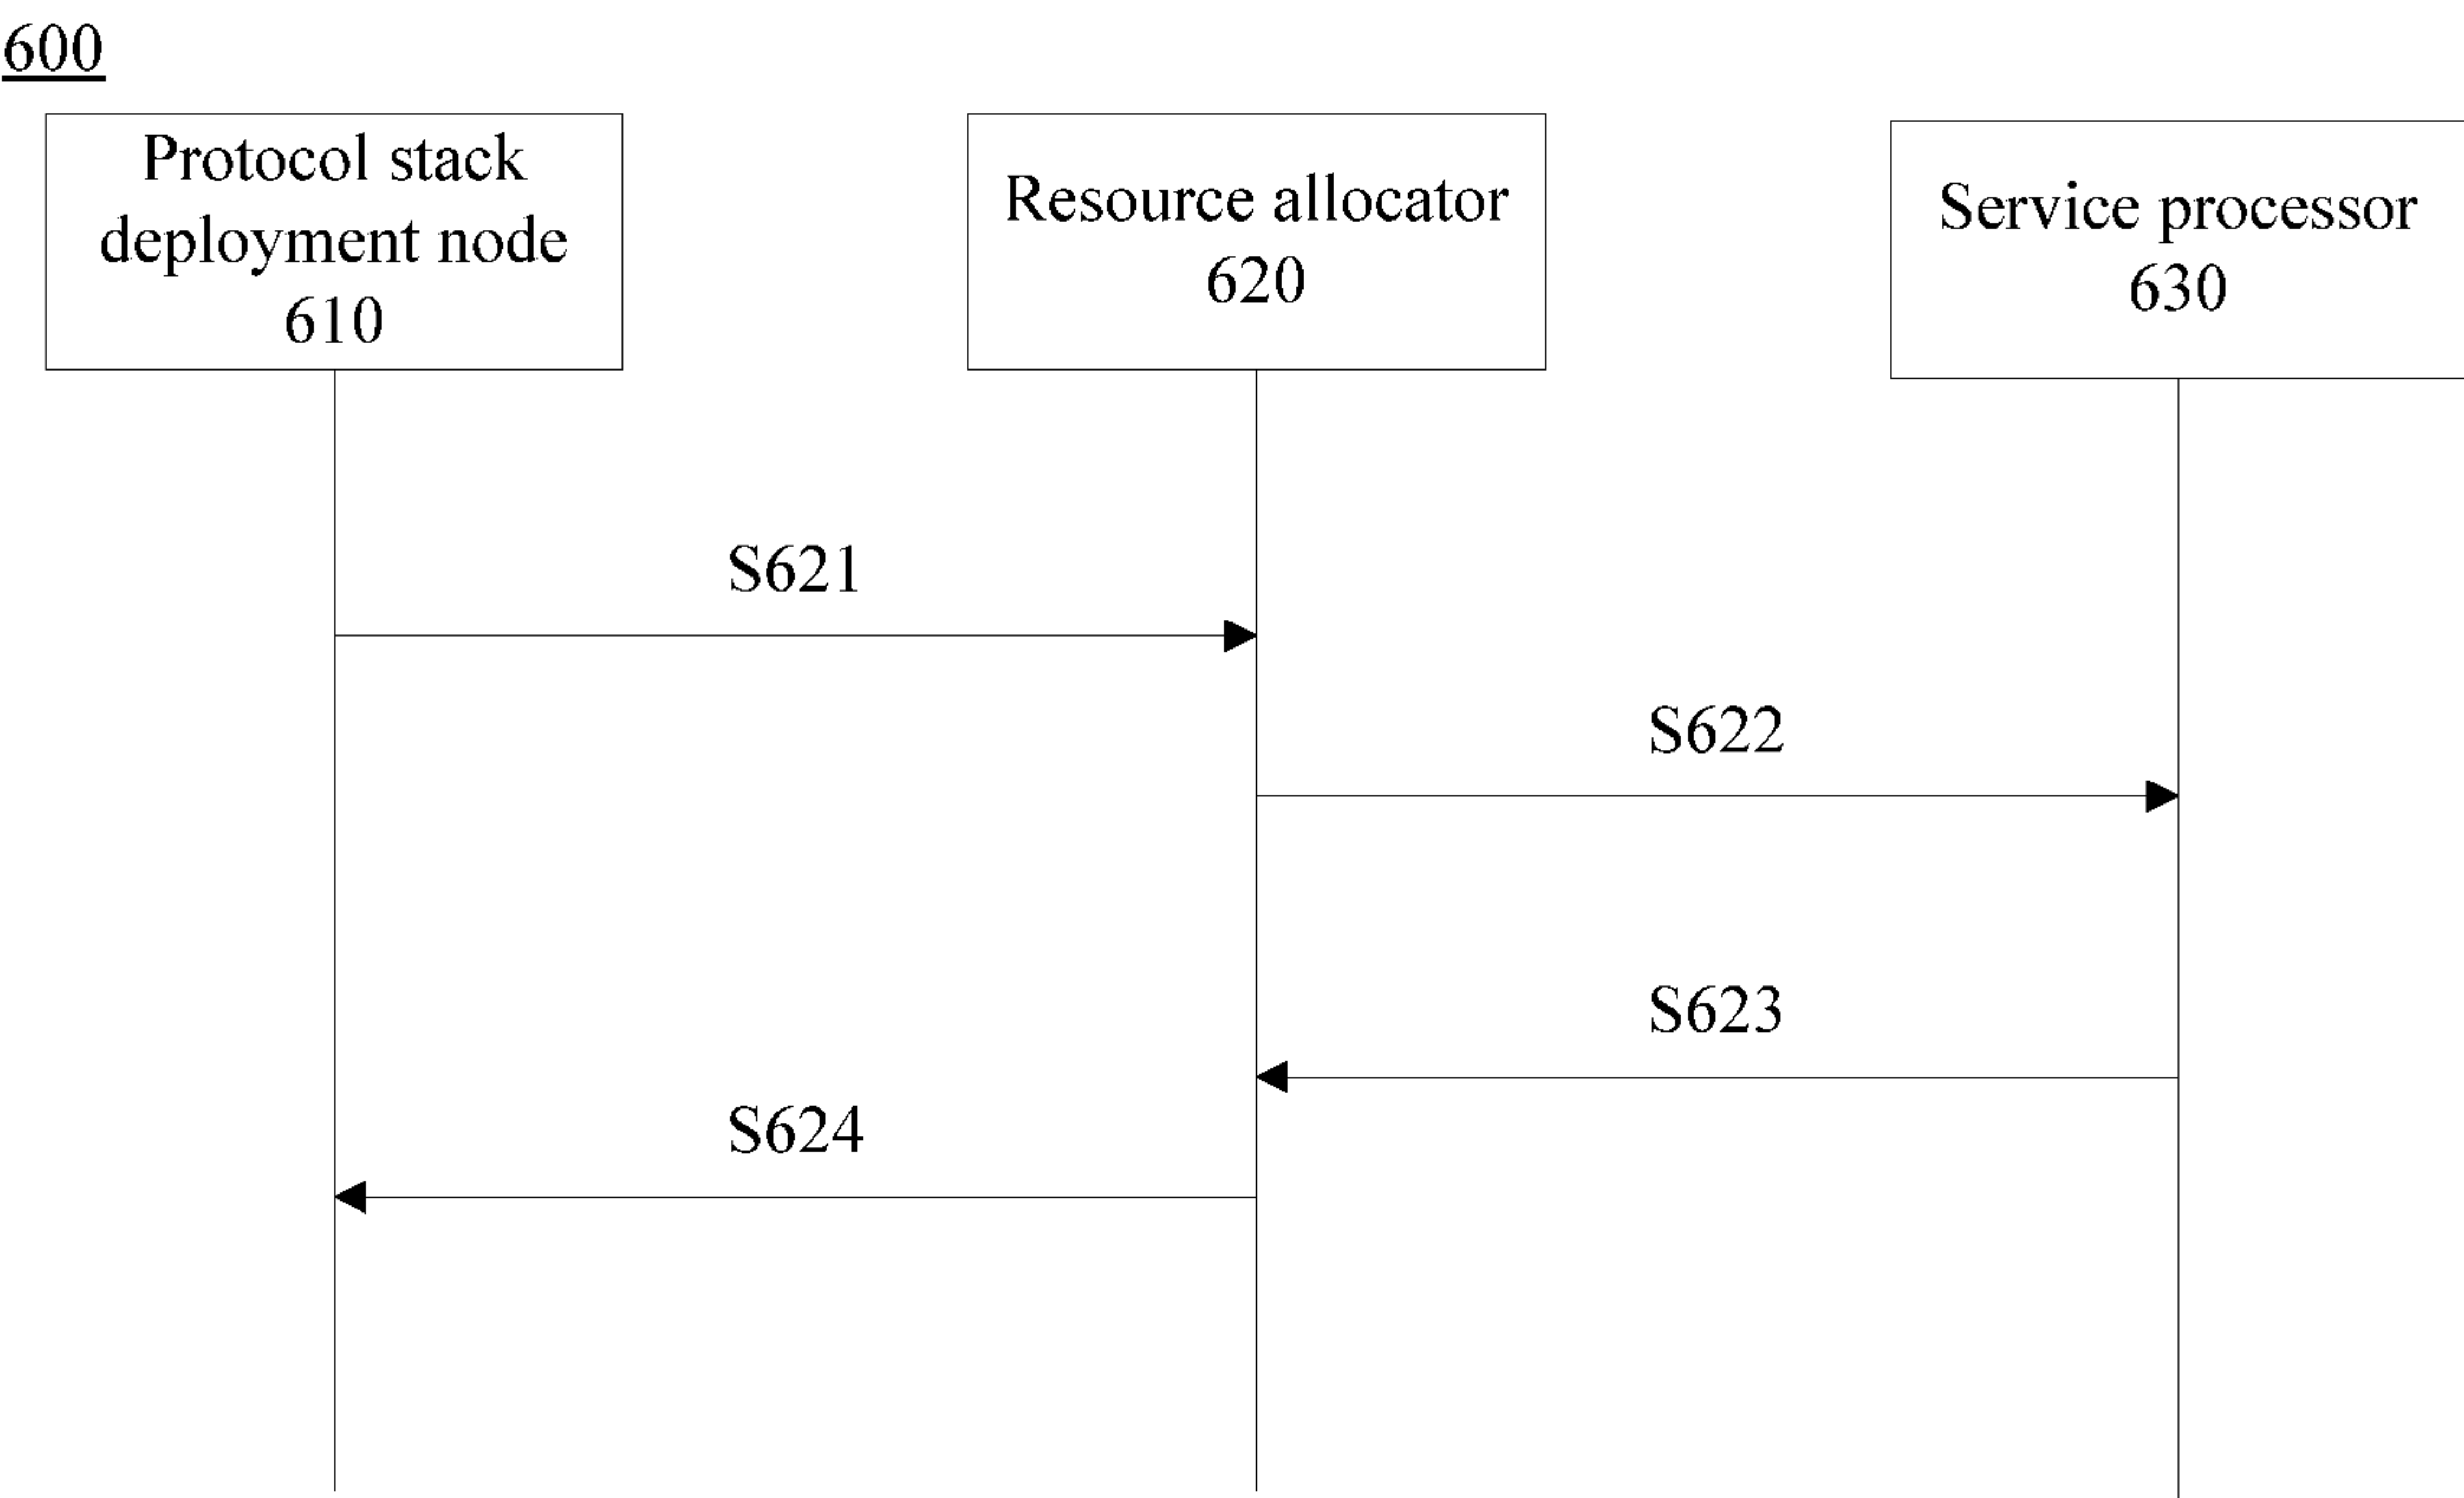 600
Protocol stack
deployment node
610
Resource allocator
620
Service processor
630
S621
S622
S623
S624